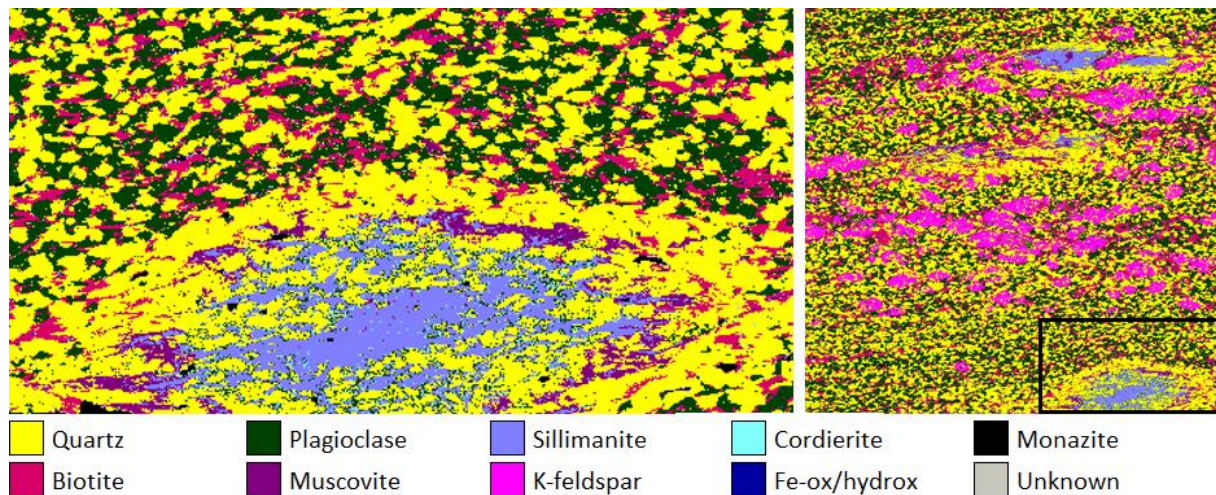 Quartz Plagioclase Sillimanite Cordierite Monazite
Biotite Muscovite K-feldspar Fe-ox/hydrox Unknown